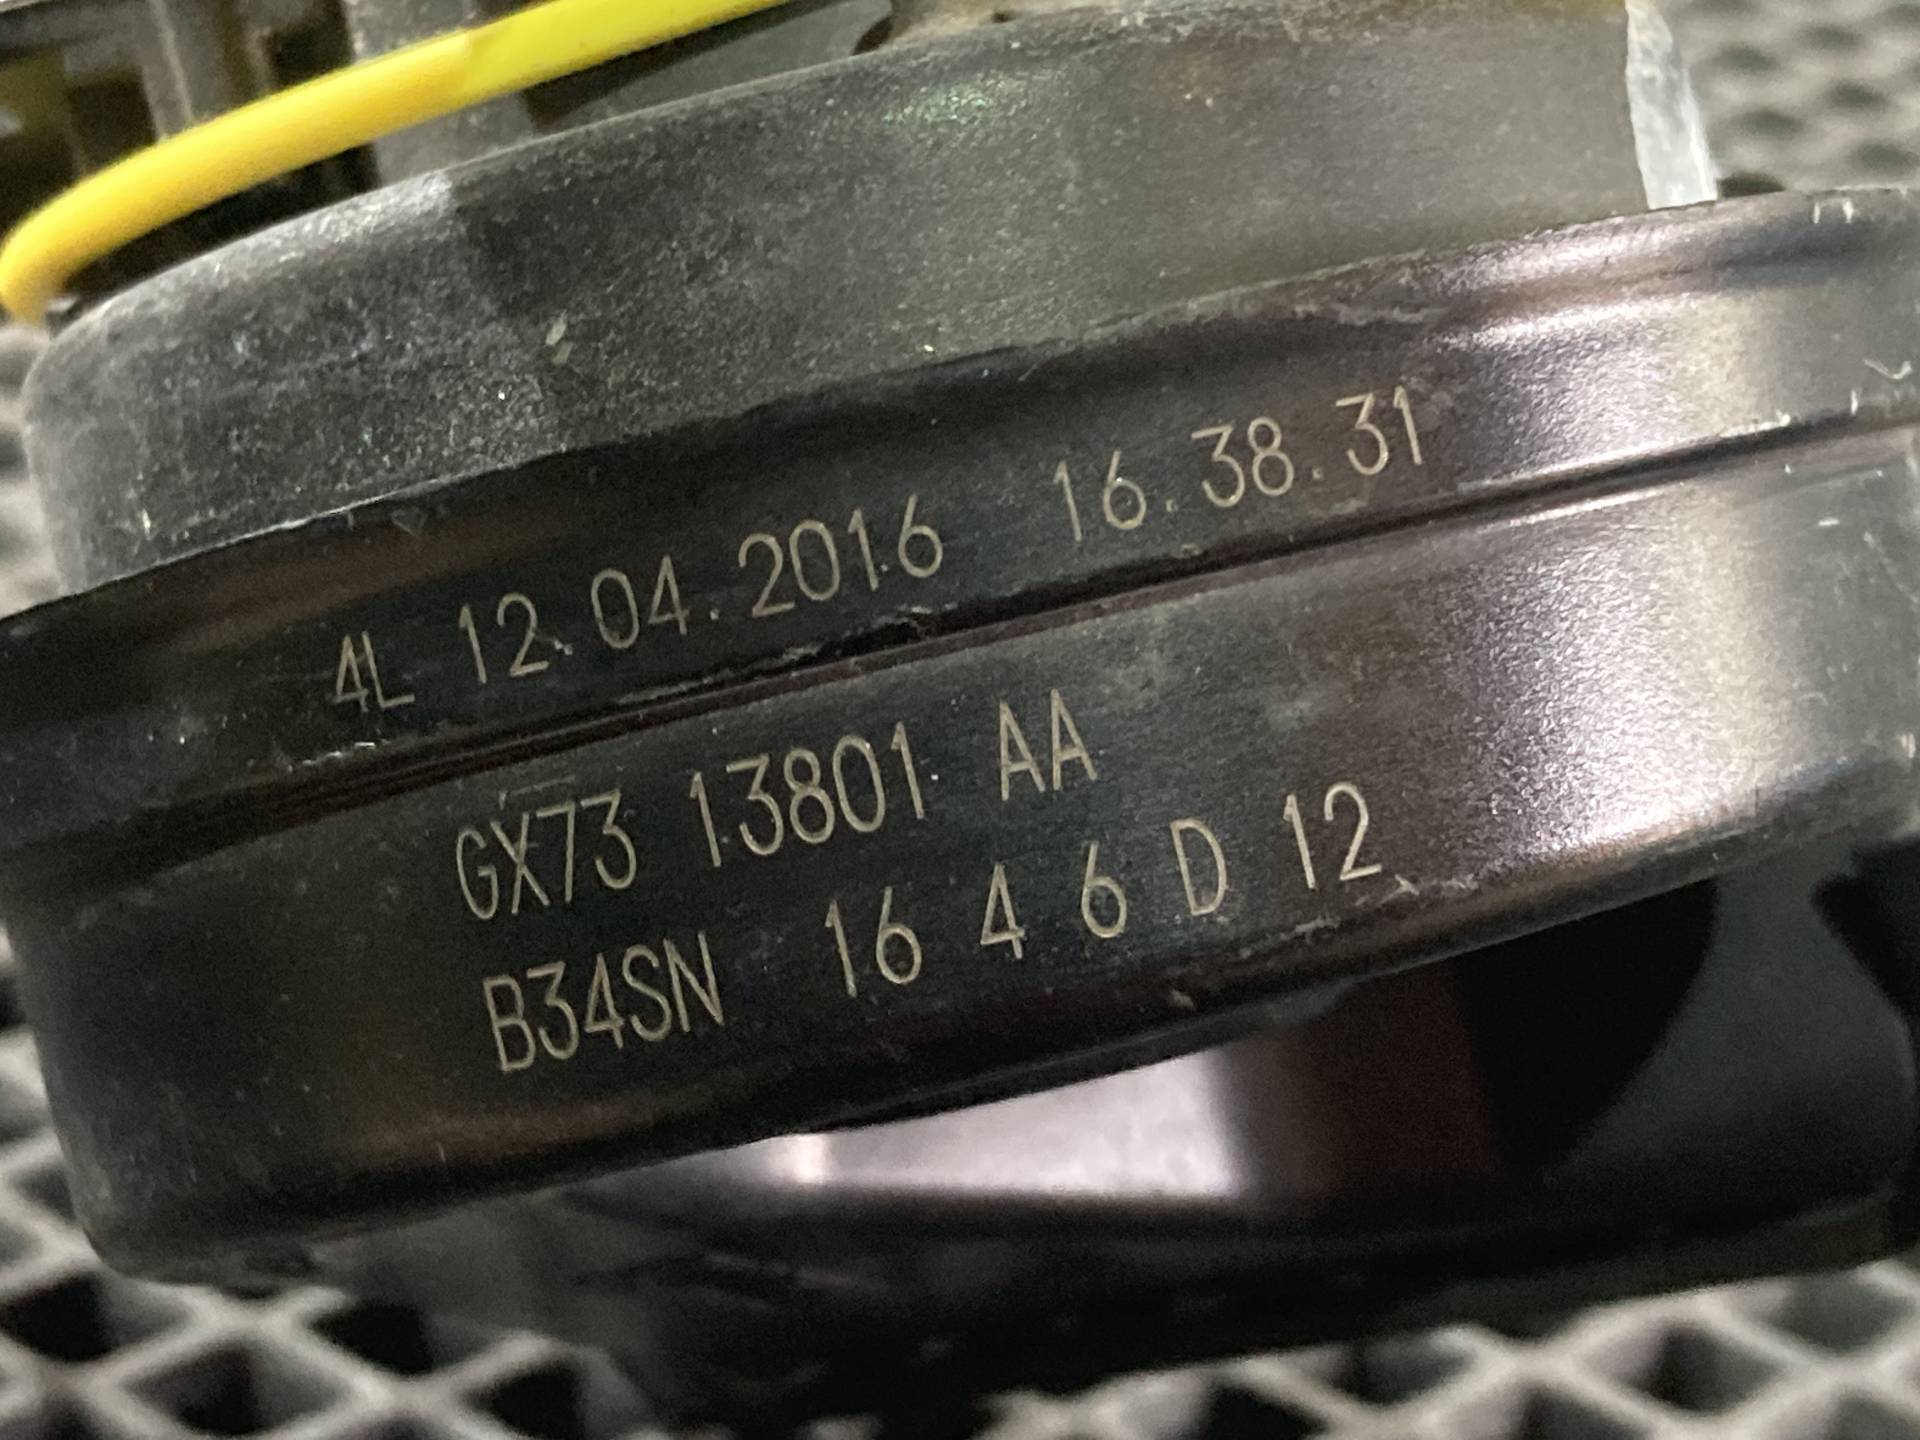 4L 12.04.2016 16.38.31
GX73 13801 AA
B34SN 16 4 6 D 12